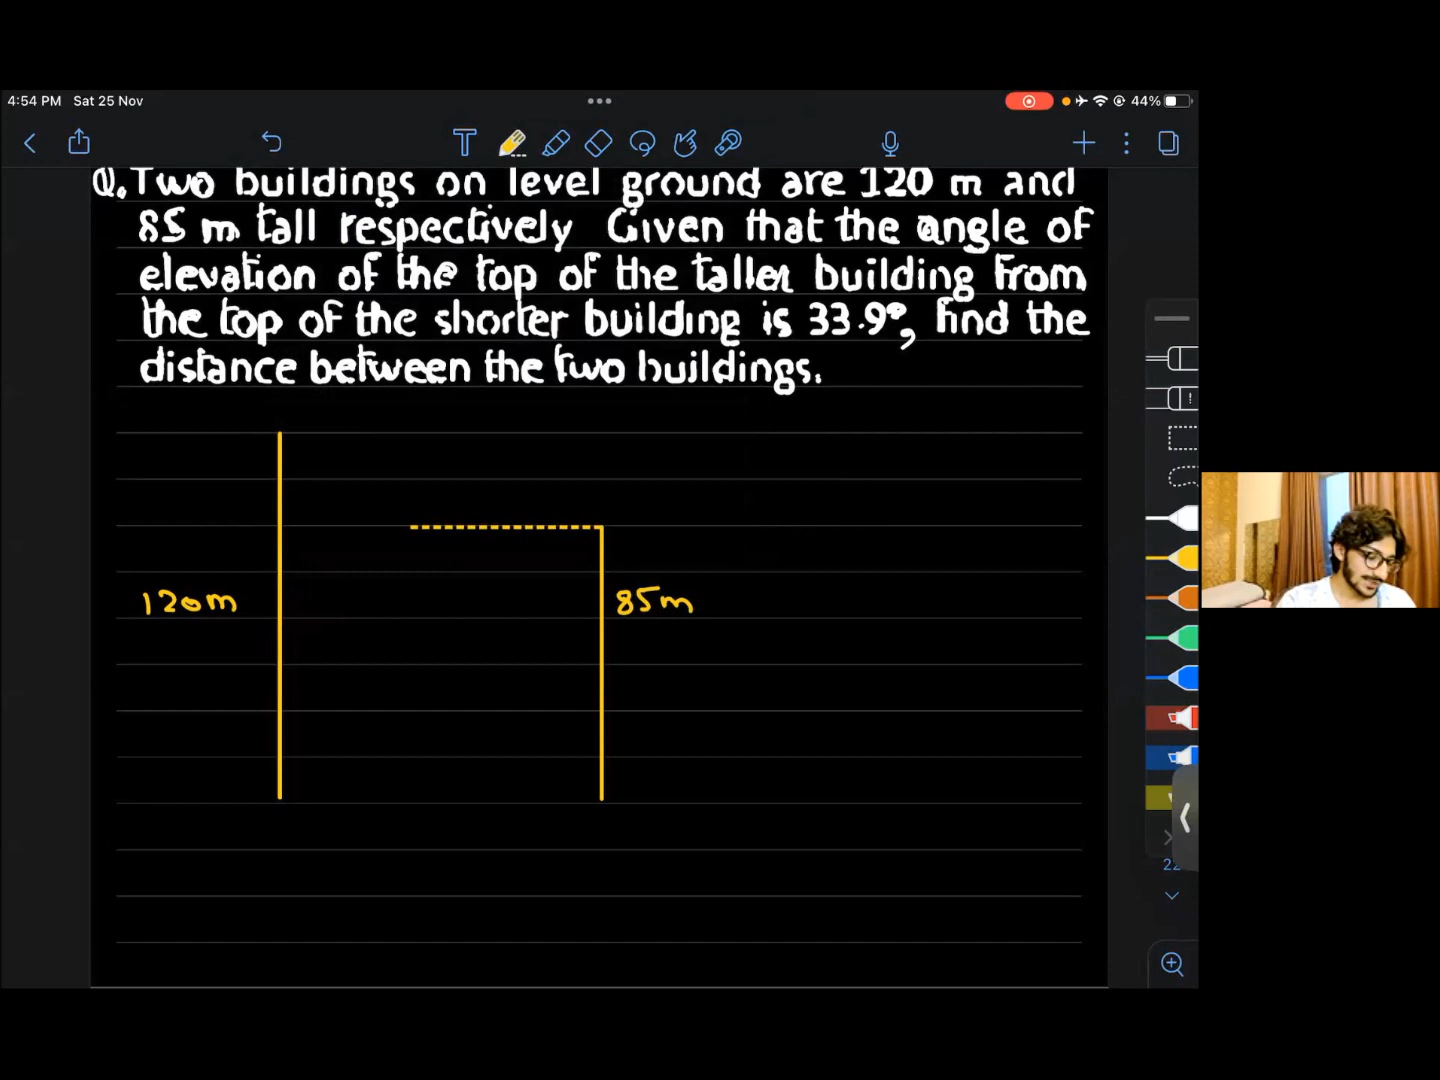 4:54 PM Sat 25 Nov
44%
T
Q. Two buildings on level ground are 120 m and
85 m tall respectively Given that the angle of
elevation of the top of the taller building from
the top of the shorter building is 33.9°, find the
distance between the two buildings.
120m
85m
22